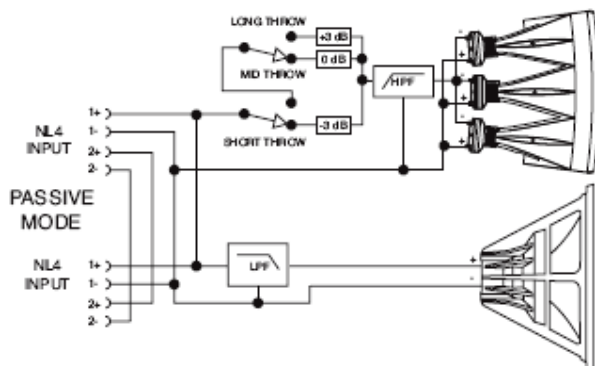 LONG THROW
+3 dB
0 dB
MID THROW
HPF
-3 dB
SHORT THROW
1+
1-
2+
2-
NL4
INPUT
PASSIVE
MODE
NL4
INPUT
1+
1-
2+
2-
LPF
-
+
-
+
-
+
+
-